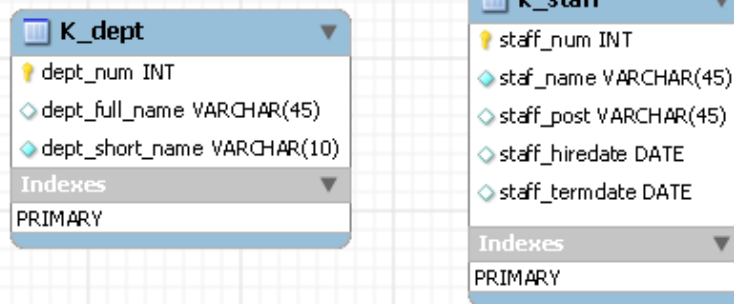 K_dept
dept_num INT
dept_full_name VARCHAR(45)
dept_short_name VARCHAR(10)
Indexes
PRIMARY
K_staff
staff_num INT
staf_name VARCHAR(45)
staff_post VARCHAR(45)
staff_hiredate DATE
staff_termdate DATE
Indexes
PRIMARY